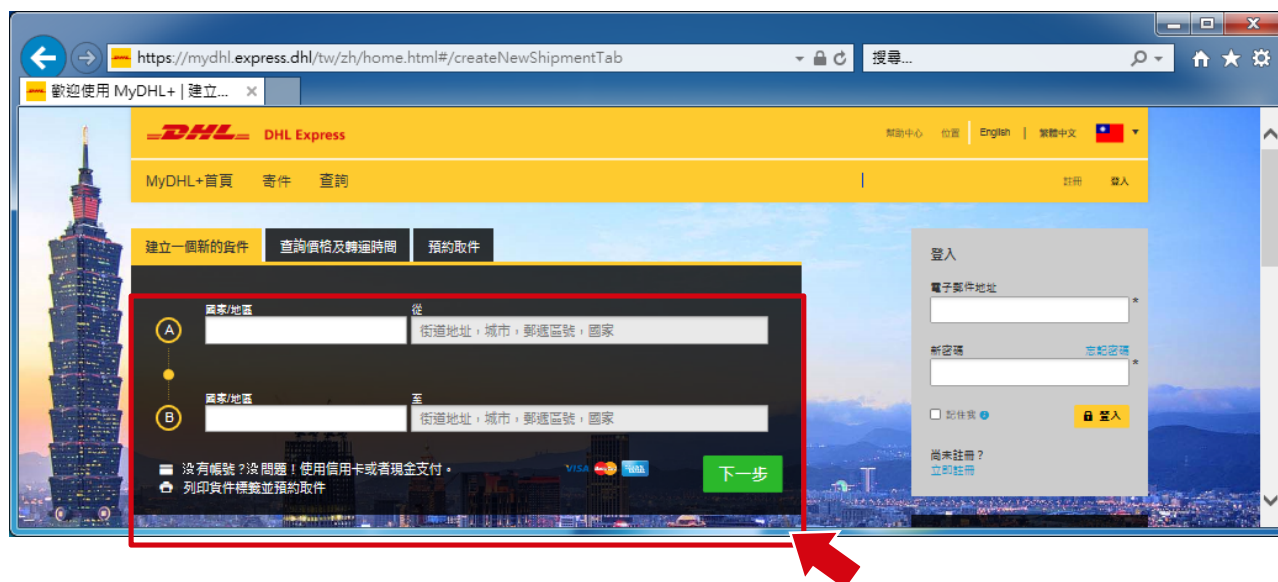 https://mydhl.express.dhl/tw/zh/home.html#/createNewShipmentTab
搜尋...
歡迎使用 MyDHL+ | 建立...
DHL DHL Express
幫助中心 位置 English | 繁體中文
MyDHL+首頁 寄件 查詢
註冊 登入
建立一個新的貨件 查詢價格及轉運時間 預約取件
登入
電子郵件地址
*
國家/地區 從
A 街道地址，城市，郵遞區號，國家
新密碼 忘記密碼
*
國家/地區 至
B 街道地址，城市，郵遞區號，國家
記住我 登入
沒有帳號？沒問題！使用信用卡或者現金支付。 VISA
列印貨件標籤並預約取件
下一步
尚未註冊？
立即註冊